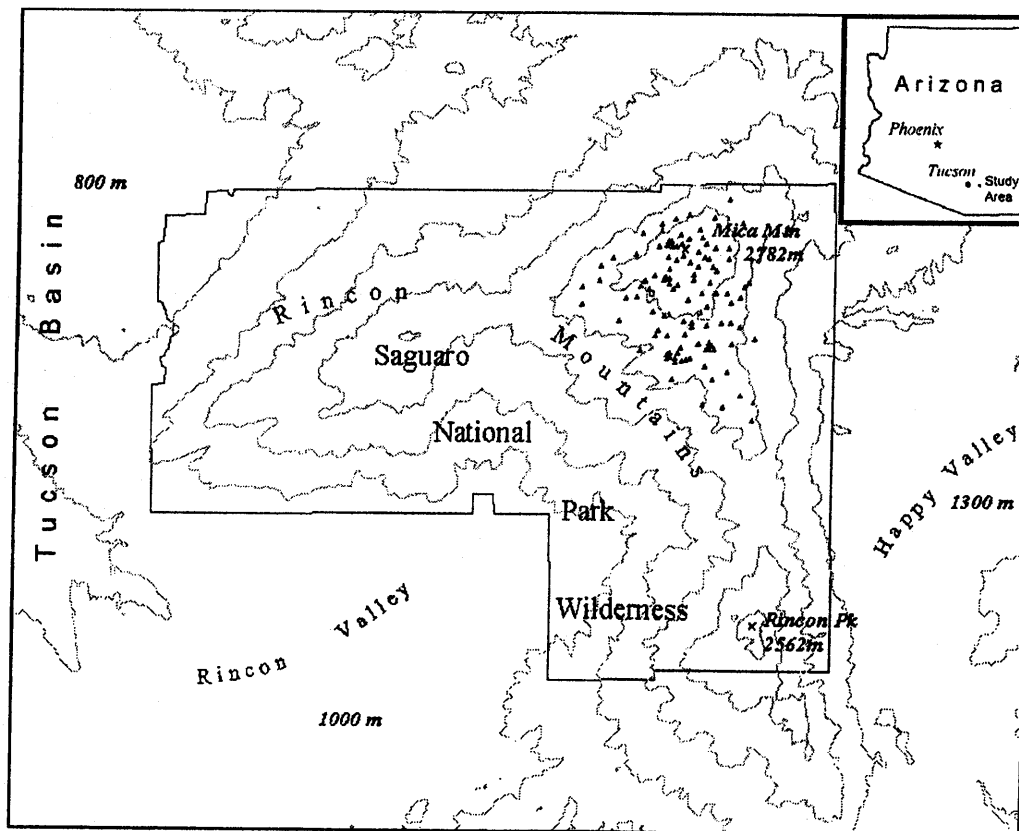 Arizona
Phoenix
Tucson
Study
Area
800 m
Mica Mtn
2782m
Tucson Basin
Rincon
Mountains
Saguaro
National
Park
Wilderness
Happy Valley
1300 m
Rincon Pk
2562m
Rincon Valley
1000 m